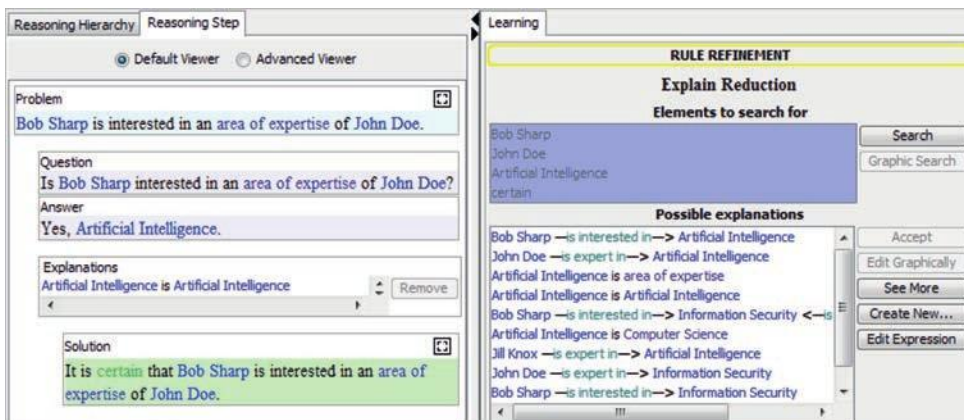 Reasoning Hierarchy
Reasoning Step
Default Viewer
Advanced Viewer
Problem
Bob Sharp is interested in an area of expertise of John Doe.
Question
Is Bob Sharp interested in an area of expertise of John Doe?
Answer
Yes, Artificial Intelligence.
Explanations
Artificial Intelligence is Artificial Intelligence
Remove
Solution
It is certain that Bob Sharp is interested in an area of
expertise of John Doe.
Learning
RULE REFINEMENT
Explain Reduction
Elements to search for
Bob Sharp
John Doe
Artificial Intelligence
certain
Search
Graphic Search
Possible explanations
Bob Sharp —is interested in—> Artificial Intelligence
John Doe —is expert in—> Artificial Intelligence
Artificial Intelligence is area of expertise
Artificial Intelligence is Artificial Intelligence
Bob Sharp —is interested in—> Information Security <—is
Artificial Intelligence is Computer Science
Jill Knox —is expert in—> Artificial Intelligence
John Doe —is expert in—> Information Security
Bob Sharp —is interested in—> Information Security
Accept
Edit Graphically
See More
Create New...
Edit Expression